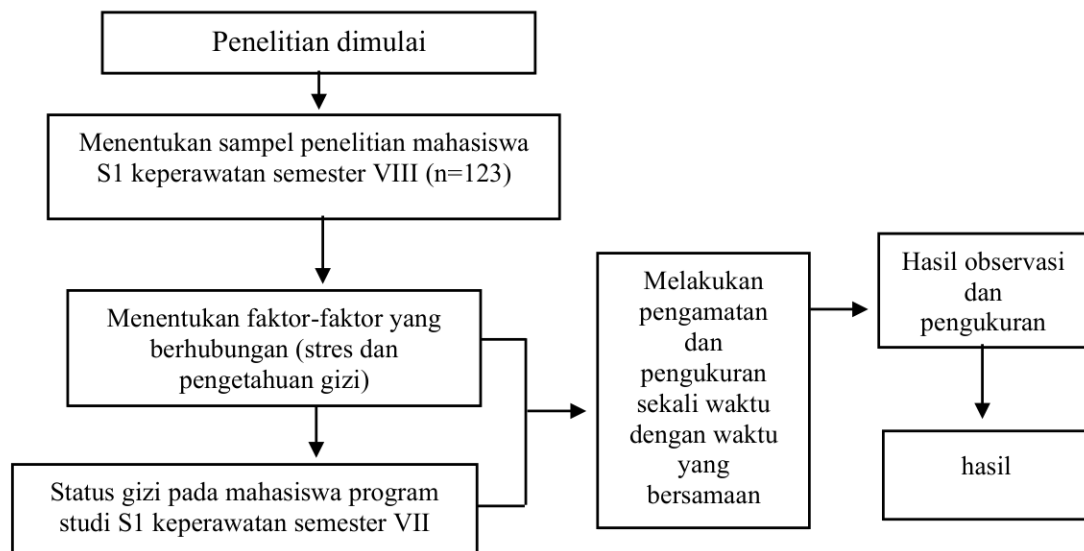 Penelitian dimulai
Menentukan sampel penelitian mahasiswa
S1 keperawatan semester VIII (n=123)
Menentukan faktor-faktor yang
berhubungan (stres dan
pengetahuan gizi)
Status gizi pada mahasiswa program
studi S1 keperawatan semester VII
Melakukan
pengamatan
dan
pengukuran
sekali waktu
dengan waktu
yang
bersamaan
Hasil observasi
dan
pengukuran
hasil